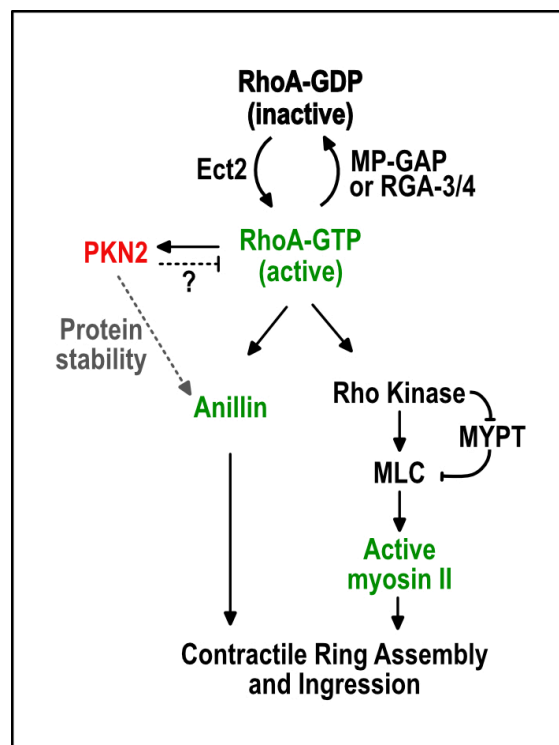 RhoA-GDP
(inactive)
Ect2
MP-GAP
or RGA-3/4
PKN2
RhoA-GTP
(active)
?
Protein
stability
Anillin
Rho Kinase
MYPT
MLC
Active
myosin II
Contractile Ring Assembly
and Ingression